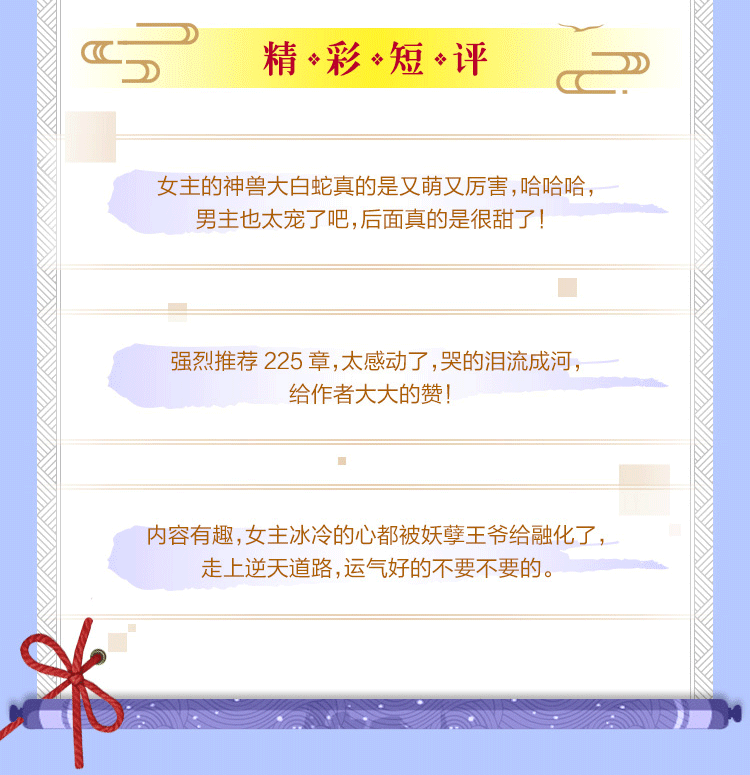 精彩短评
女主的神兽大白蛇真的是又萌又厉害，哈哈哈，
男主也太宠了吧，后面真的是很甜了！
强烈推荐 225 章，太感动了，哭的泪流成河，
给作者大大的赞！
内容有趣，女主冰冷的心都被妖孽王爷给融化了，
走上逆天道路，运气好的不要不要的。